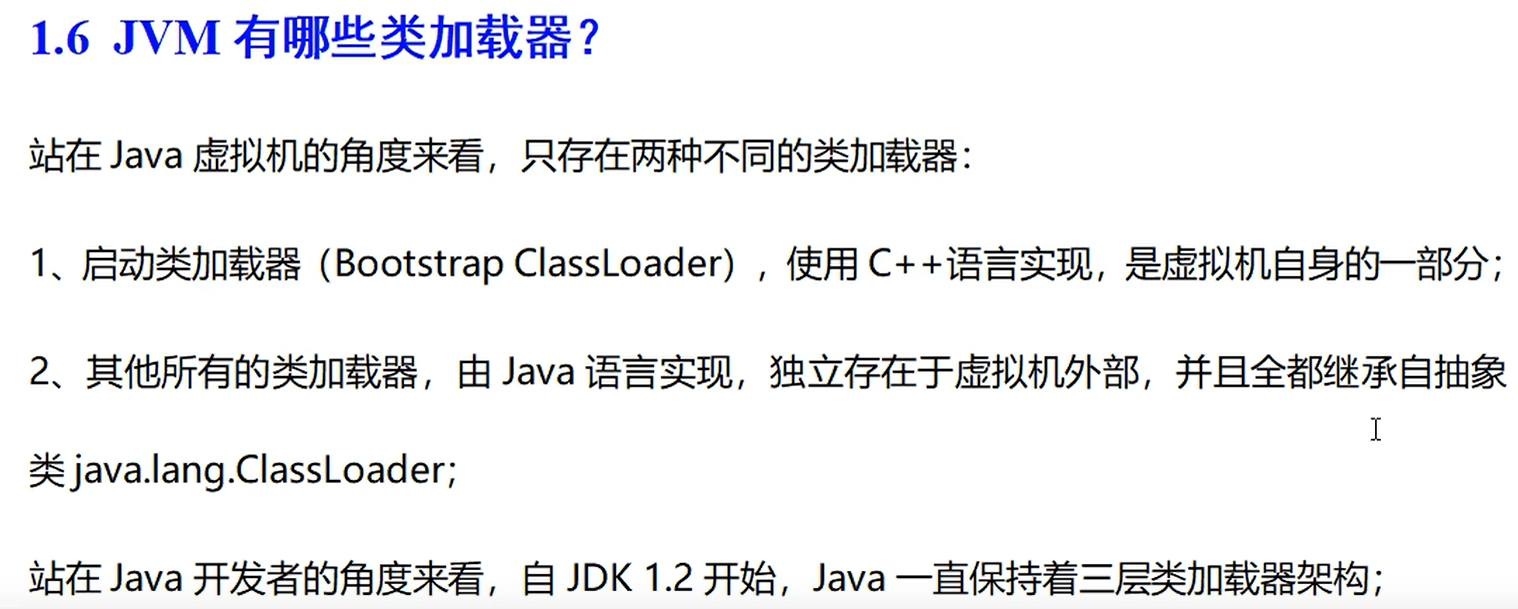 1.6 JVM 有哪些类加载器？
站在 Java 虚拟机的角度来看，只存在两种不同的类加载器：
1、启动类加载器（Bootstrap ClassLoader），使用 C++语言实现，是虚拟机自身的一部分；
2、其他所有的类加载器，由 Java 语言实现，独立存在于虚拟机外部，并且全都继承自抽象
类 java.lang.ClassLoader；
站在 Java 开发者的角度来看，自 JDK 1.2 开始，Java 一直保持着三层类加载器架构；